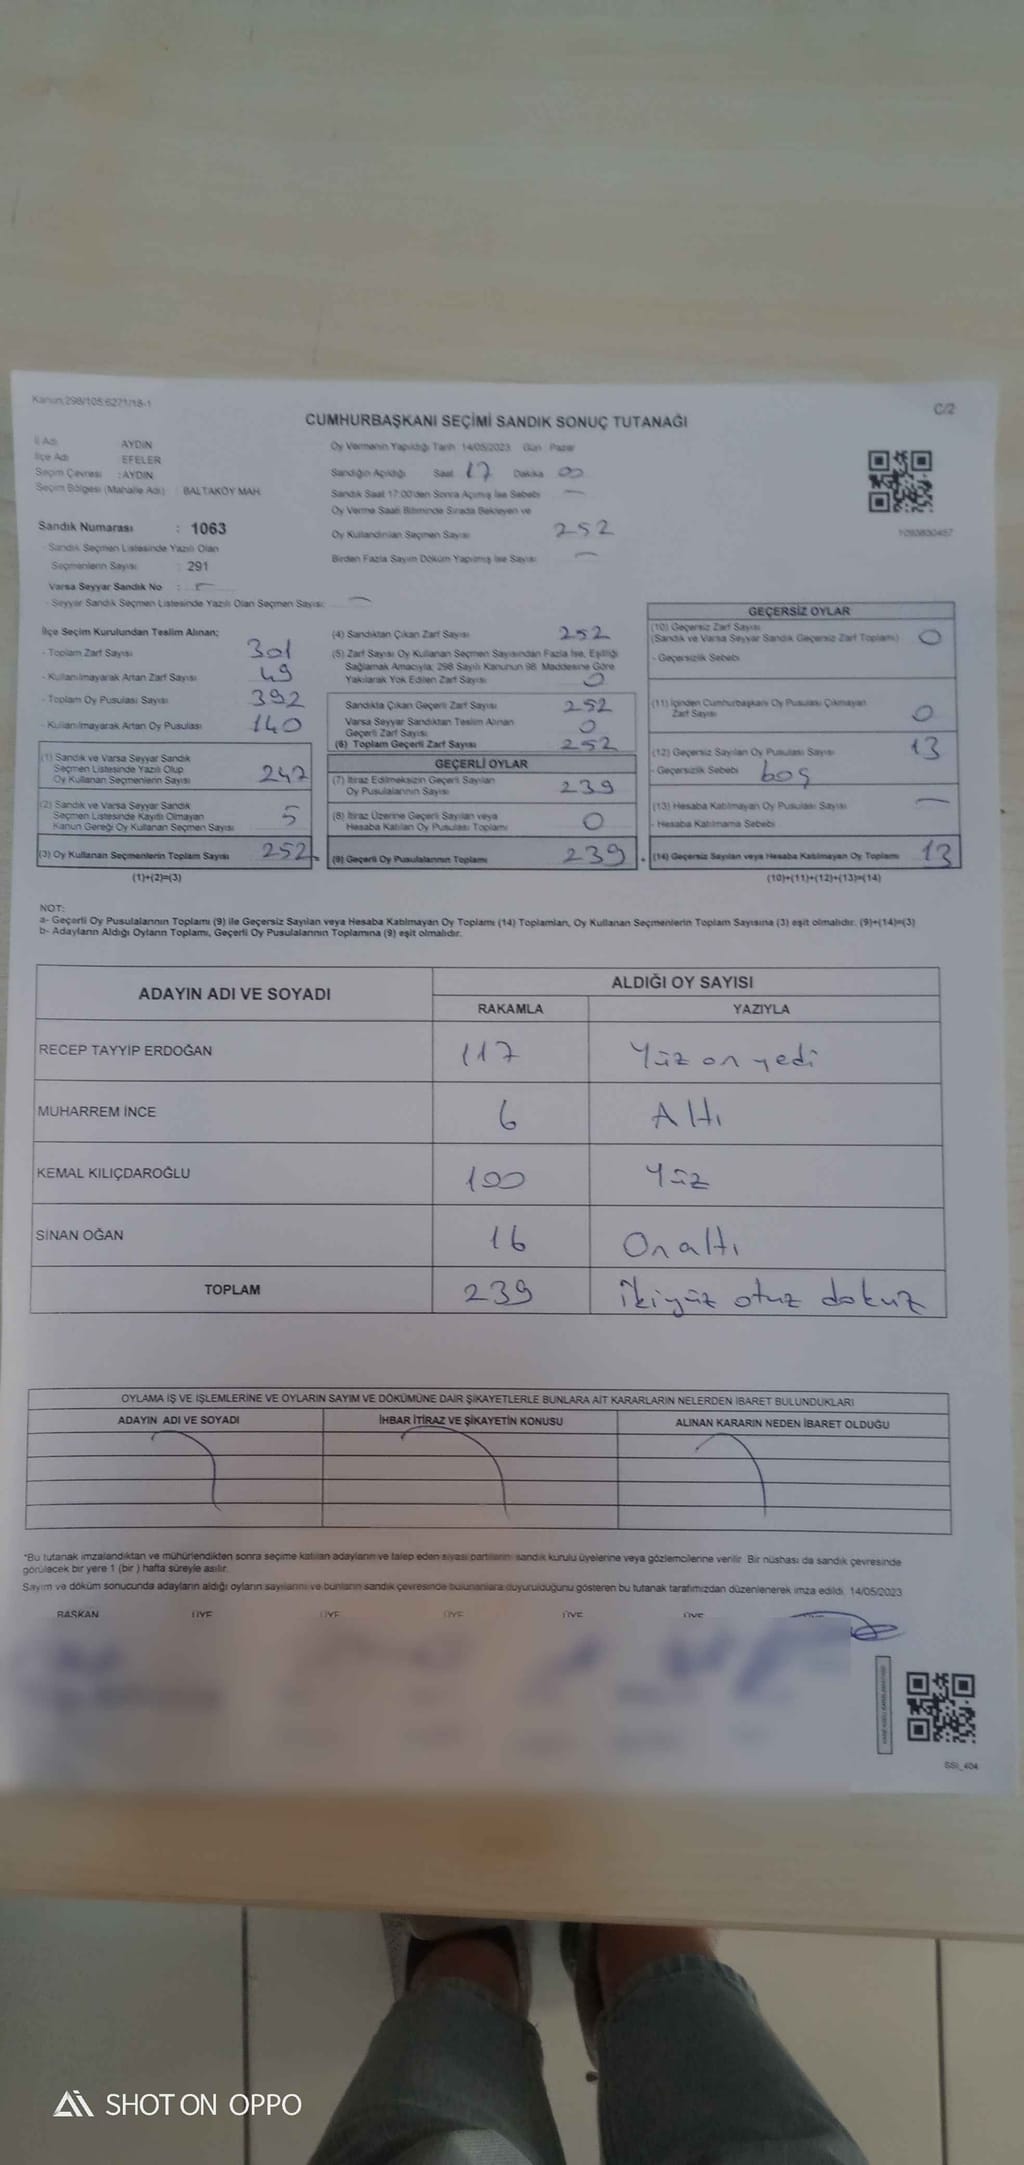 Kanun:298/105;6271/18-1
C/2
CUMHURBAŞKANI SEÇİMİ SANDIK SONUÇ TUTANAĞI
İl Adı AYDIN
İlçe Adı EFELER
Seçim Çevresi : AYDIN
Seçim Bölgesi (Mahalle Adı) : BALTAKÖY MAH.
Sandık Numarası : 1063
- Sandık Seçmen Listesinde Yazılı Olan
Seçmenlerin Sayısı 291
Varsa Seyyar Sandık No : –
- Seyyar Sandık Seçmen Listesinde Yazılı Olan Seçmen Sayısı: –
Oy Vermenin Yapıldığı Tarih :14/05/2023 Gün : Pazar
Sandığın Açıldığı Saat 17 Dakika 00
Sandık Saat 17:00'den Sonra Açımış İse Sebebi –
Oy Verme Saati Bitiminde Sırada Bekleyen ve
Oy Kullandırılan Seçmen Sayısı 252
Birden Fazla Sayım Döküm Yapılmış İse Sayısı –
1093830457
İlçe Seçim Kurulundan Teslim Alınan;
- Toplam Zarf Sayısı 301
- Kullanılmayarak Artan Zarf Sayısı 49
- Toplam Oy Pusulası Sayısı 392
- Kullanılmayarak Artan Oy Pusulası 140
(1) Sandık ve Varsa Seyyar Sandık
Seçmen Listesinde Yazılı Olup
Oy Kullanan Seçmenlerin Sayısı 247
(2) Sandık ve Varsa Seyyar Sandık
Seçmen Listesinde Kayıtlı Olmayan
Kanun Gereği Oy Kullanan Seçmen Sayısı 5
(3) Oy Kullanan Seçmenlerin Toplam Sayısı 252
(1)+(2)=(3)
(4) Sandıktan Çıkan Zarf Sayısı 252
(5) Zarf Sayısı Oy Kullanan Seçmen Sayısından Fazla İse, Eşitliği
Sağlamak Amacıyla; 298 Sayılı Kanunun 98. Maddesine Göre
Yakılarak Yok Edilen Zarf Sayısı 0
Sandıkta Çıkan Geçerli Zarf Sayısı 252
Varsa Seyyar Sandıktan Teslim Alınan
Geçerli Zarf Sayısı 0
(6) Toplam Geçerli Zarf Sayısı 252
GEÇERLİ OYLAR
(7) İtiraz Edilmeksizin Geçerli Sayılan
Oy Pusulalarının Sayısı 239
(8) İtiraz Üzerine Geçerli Sayılan veya
Hesaba Katılan Oy Pusulası Toplamı 0
(9) Geçerli Oy Pusulalarının Toplamı 239
GEÇERSİZ OYLAR
(10) Geçersiz Zarf Sayısı
(Sandık ve Varsa Seyyar Sandık Geçersiz Zarf Toplamı) 0
- Geçersizlik Sebebi
(11) İçinden Cumhurbaşkanı Oy Pusulası Çıkmayan
Zarf Sayısı 0
(12) Geçersiz Sayılan Oy Pusulası Sayısı 13
- Geçersizlik Sebebi boş
(13) Hesaba Katılmayan Oy Pusulası Sayısı –
- Hesaba Katılmama Sebebi
(14) Geçersiz Sayılan veya Hesaba Katılmayan Oy Toplamı 13
(10)+(11)+(12)+(13)=(14)
NOT:
a- Geçerli Oy Pusulalarının Toplamı (9) ile Geçersiz Sayılan veya Hesaba Katılmayan Oy Toplamı (14) Toplamları, Oy Kullanan Seçmenlerin Toplam Sayısına (3) eşit olmalıdır. (9)+(14)=(3)
b- Adayların Aldığı Oyların Toplamı, Geçerli Oy Pusulalarının Toplamına (9) eşit olmalıdır.
ADAYIN ADI VE SOYADI
ALDIĞI OY SAYISI
RAKAMLA YAZIYLA
RECEP TAYYİP ERDOĞAN 117 Yüz on yedi
MUHARREM İNCE 6 Altı
KEMAL KILIÇDAROĞLU 100 Yüz
SİNAN OĞAN 16 On altı
TOPLAM 239 İkiyüz otuz dokuz
OYLAMA İŞ VE İŞLEMLERİNE VE OYLARIN SAYIM VE DÖKÜMÜNE DAİR ŞİKAYETLERLE BUNLARA AİT KARARLARIN NELERDEN İBARET BULUNDUKLARI
ADAYIN ADI VE SOYADI İHBAR İTİRAZ VE ŞİKAYETİN KONUSU ALINAN KARARIN NEDEN İBARET OLDUĞU
*Bu tutanak imzalandıktan ve mühürlendikten sonra seçime katılan adayların ve talep eden siyasi partilerin sandık kurulu üyelerine veya gözlemcilerine verilir. Bir nüshası da sandık çevresinde
görülecek bir yere 1 (bir ) hafta süreyle asılır.
Sayım ve döküm sonucunda adayların aldığı oyların sayılarını ve bunların sandık çevresinde bulunanlara duyurulduğunu gösteren bu tutanak tarafımızdan düzenlenerek imza edildi. 14/05/2023
BAŞKAN ÜYE ÜYE ÜYE ÜYE ÜYE
SSI_404
SHOT ON OPPO